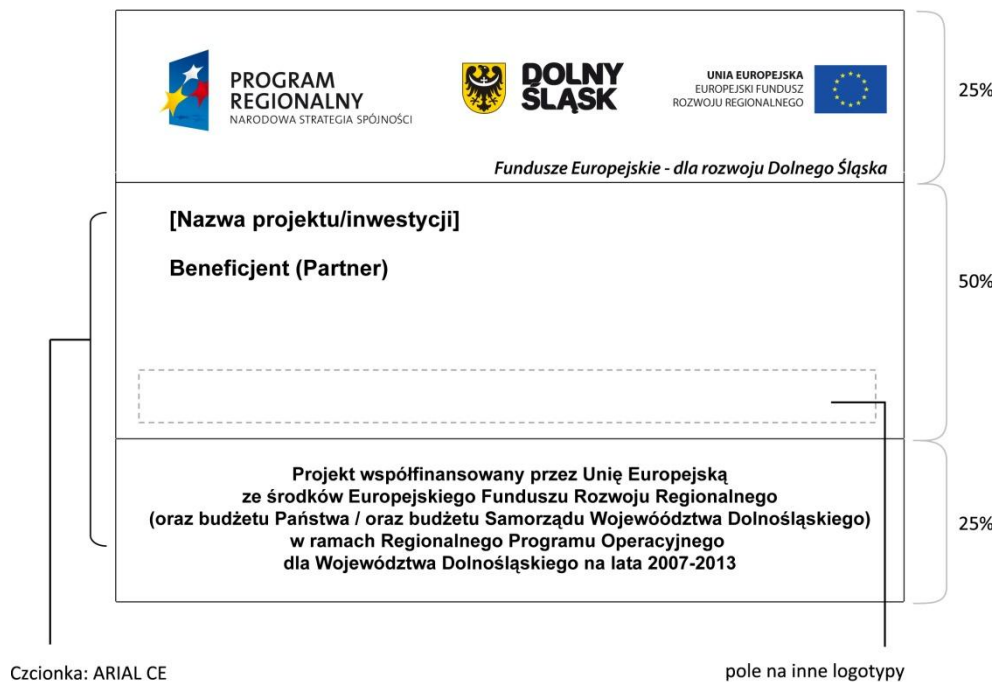 PROGRAM
REGIONALNY
NARODOWA STRATEGIA SPÓJNOŚCI
DOLNY
ŚLĄSK
UNIA EUROPEJSKA
EUROPEJSKI FUNDUSZ
ROZWOJU REGIONALNEGO
25%
Fundusze Europejskie - dla rozwoju Dolnego Śląska
[Nazwa projektu/inwestycji]
Beneficjent (Partner)
50%
Projekt współfinansowany przez Unię Europejską
ze środków Europejskiego Funduszu Rozwoju Regionalnego
(oraz budżetu Państwa / oraz budżetu Samorządu Wojewóództwa Dolnośląskiego)
w ramach Regionalnego Programu Operacyjnego
dla Województwa Dolnośląskiego na lata 2007-2013
25%
Czcionka: ARIAL CE
pole na inne logotypy